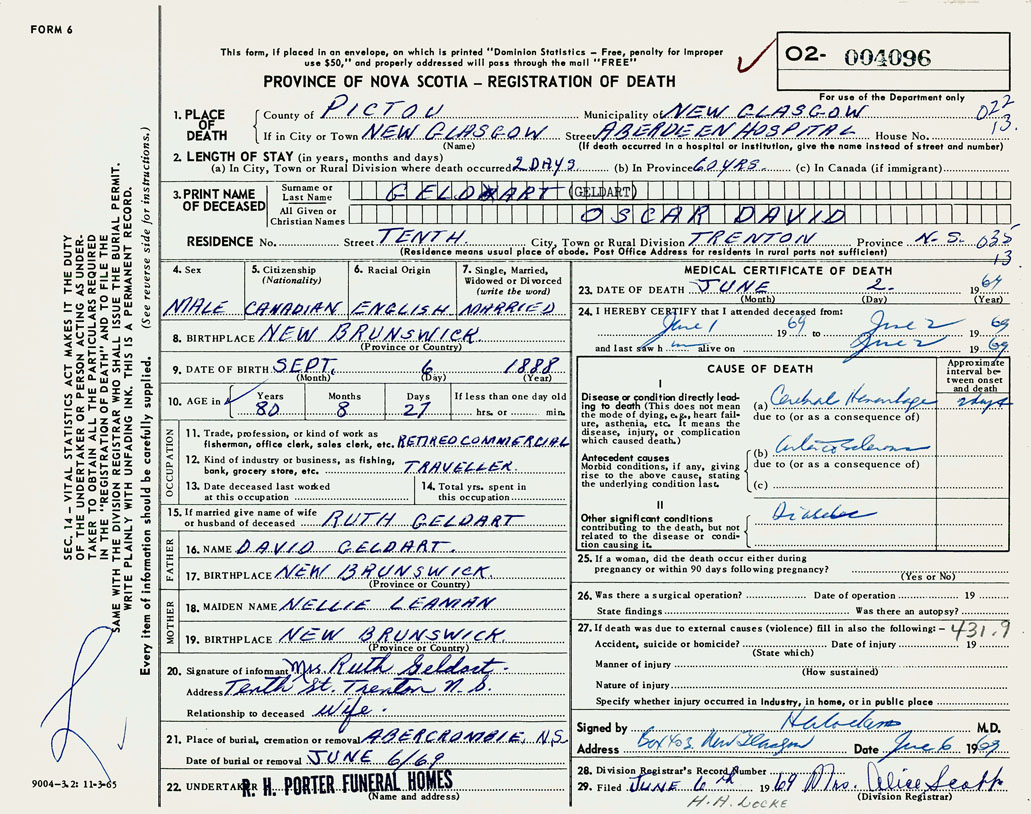 FORM 6
This form, if placed in an envelope, on which is printed "Dominion Statistics – Free, penalty for improper
use $50," and properly addressed will pass through the mail "FREE"
O2- 004096
PROVINCE OF NOVA SCOTIA – REGISTRATION OF DEATH
For use of the Department only
1. PLACE OF DEATH
County of PICTOU Municipality of NEW GLASGOW 022
If in City or Town NEW GLASGOW Street ABERDEEN HOSPITAL House No. 13.
(Name) (If death occurred in a hospital or institution, give the name instead of street and number)
2. LENGTH OF STAY (in years, months and days)
(a) In City, Town or Rural Division where death occurred 2 DAYS (b) In Province 60 YRS. (c) In Canada (if immigrant)
3. PRINT NAME OF DECEASED
Surname or Last Name GELDART (GELDART)
All Given or Christian Names OSCAR DAVID
RESIDENCE No. Street TENTH. City, Town or Rural Division TRENTON Province N.S. 035
(Residence means usual place of abode. Post Office Address for residents in rural parts not sufficient) 13
4. Sex MALE
5. Citizenship (Nationality) CANADIAN
6. Racial Origin ENGLISH
7. Single, Married, Widowed or Divorced (write the word) MARRIED
8. BIRTHPLACE NEW BRUNSWICK
(Province or Country)
9. DATE OF BIRTH SEPT. 6 1888
(Month) (Day) (Year)
10. AGE in Years Months Days If less than one day old
80 8 27 hrs. or min.
OCCUPATION
11. Trade, profession, or kind of work as
fisherman, office clerk, sales clerk, etc. RETIRED COMMERCIAL
12. Kind of industry or business, as fishing,
bank, grocery store, etc. TRAVELLER.
13. Date deceased last worked
at this occupation
14. Total yrs. spent in
this occupation
15. If married give name of wife
or husband of deceased RUTH GELDART
FATHER
16. NAME DAVID GELDART.
17. BIRTHPLACE NEW BRUNSWICK.
(Province or Country)
MOTHER
18. MAIDEN NAME NELLIE LEAMAN
19. BIRTHPLACE NEW BRUNSWICK.
(Province or Country)
20. Signature of informant Mrs. Ruth Geldart.
Address Tenth St. Trenton N.S.
Relationship to deceased wife.
21. Place of burial, cremation or removal ABERCROMBIE, N.S.
Date of burial or removal JUNE 6/69
22. UNDERTAKER R. H. PORTER FUNERAL HOMES
(Name and address)
MEDICAL CERTIFICATE OF DEATH
23. DATE OF DEATH JUNE 2. 1969
(Month) (Day) (Year)
24. I HEREBY CERTIFY that I attended deceased from:
June 1 1969 to June 2 1969
and last saw h im alive on June 2 1969
CAUSE OF DEATH
Approximate interval between onset and death
I
Disease or condition directly leading to death (This does not mean the mode of dying, e.g., heart failure, asthenia, etc. It means the disease, injury, or complication which caused death.)
(a) Cerebral Hemorrhage 2 days
due to (or as a consequence of)
Antecedent causes
Morbid conditions, if any, giving rise to the above cause, stating the underlying condition last.
(b) Arteriosclerosis
due to (or as a consequence of)
(c)
II
Other significant conditions
contributing to the death, but not related to the disease or condition causing it.
Diabetes
25. If a woman, did the death occur either during
pregnancy or within 90 days following pregnancy?
(Yes or No)
26. Was there a surgical operation? Date of operation 19
State findings Was there an autopsy?
27. If death was due to external causes (violence) fill in also the following: – 431.9
Accident, suicide or homicide? Date of injury 19
(State which)
Manner of injury
(How sustained)
Nature of injury
Specify whether injury occurred in Industry, in home, or in public place
Signed by M.D.
Address Box 403 New Glasgow Date June 6 1969
28. Division Registrar's Record Number
29. Filed JUNE 6th 1969 Mrs. Alice Scott
(Division Registrar)
H.H. LOCKE
SEC. 14 – VITAL STATISTICS ACT MAKES IT THE DUTY
OF THE UNDERTAKER OR PERSON ACTING AS UNDER-
TAKER TO OBTAIN ALL THE PARTICULARS REQUIRED
IN THE "REGISTRATION OF DEATH" AND TO FILE THE
SAME WITH THE DIVISION REGISTRAR WHO SHALL ISSUE THE BURIAL PERMIT.
WRITE PLAINLY WITH UNFADING INK. THIS IS A PERMANENT RECORD.
Every item of information should be carefully supplied. (See reverse side for instructions.)
9004-3.2: 11-3-65